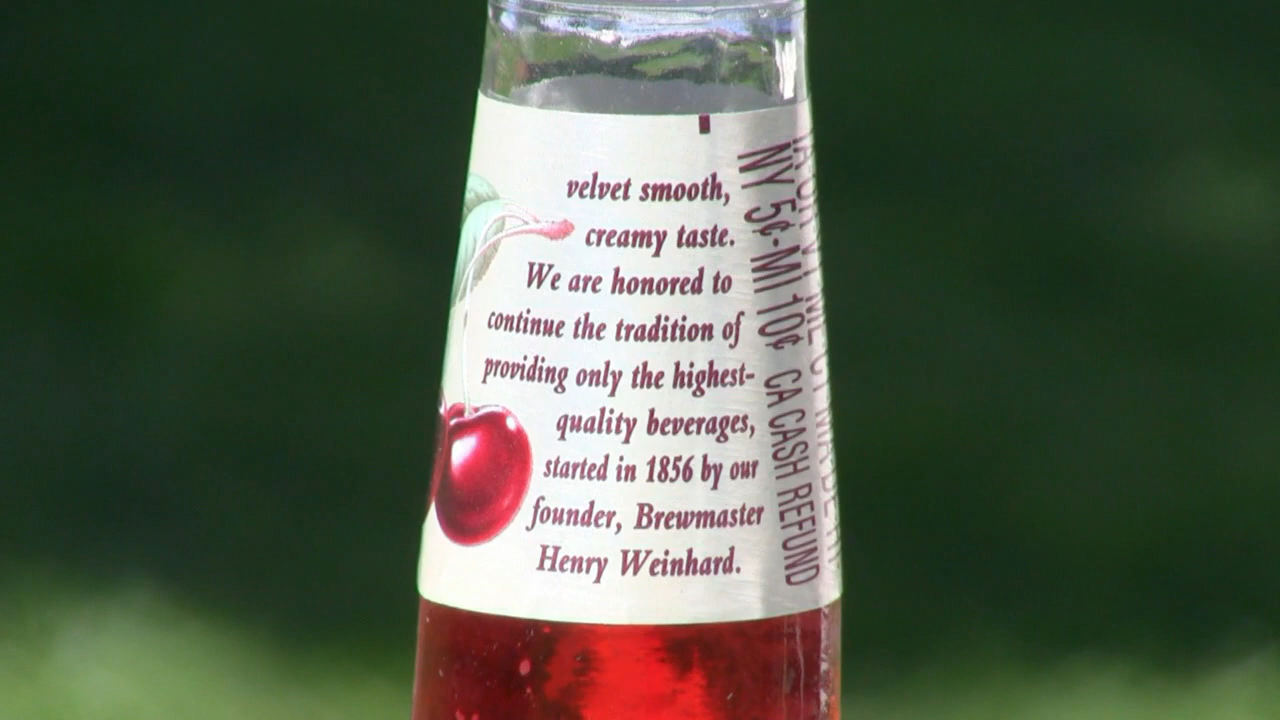 velvet smooth,
creamy taste.
We are honored to
continue the tradition of
providing only the highest-
quality beverages,
started in 1856 by our
founder, Brewmaster
Henry Weinhard.
NY 5¢·MI 10¢ CA CASH REFUND